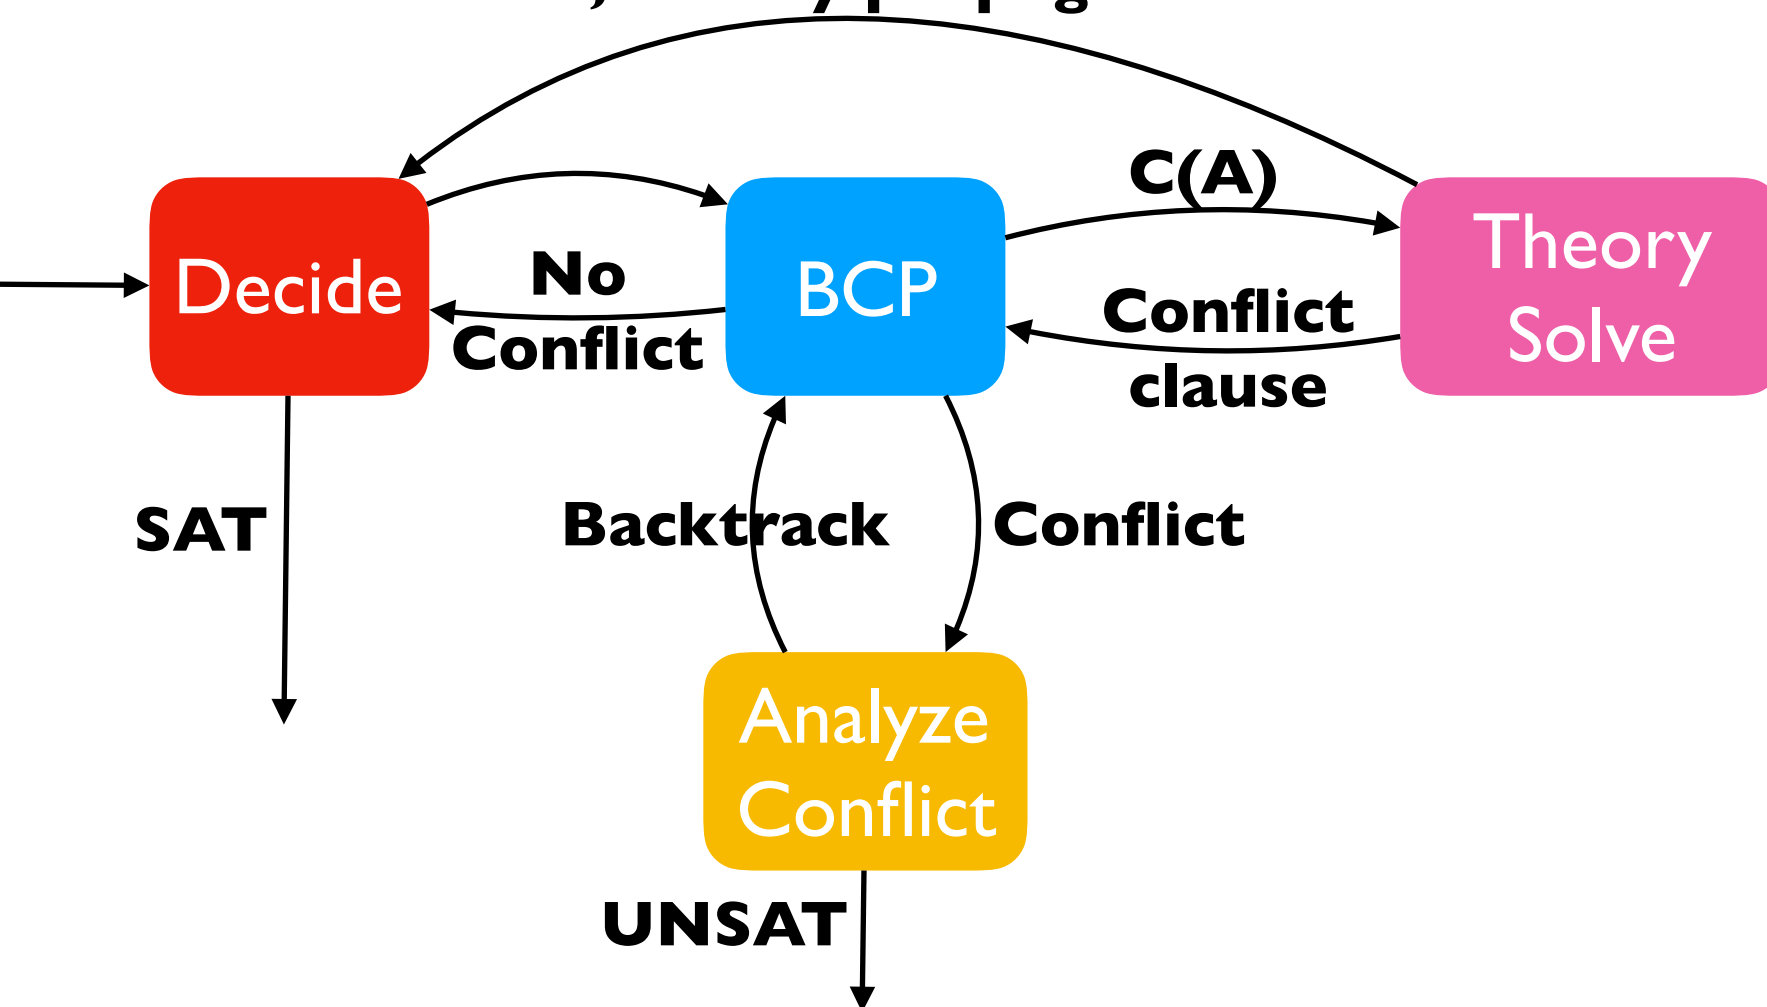 C(A)
Decide
No
Conflict
BCP
Conflict
clause
Theory
Solve
SAT
Backtrack
Conflict
Analyze
Conflict
UNSAT